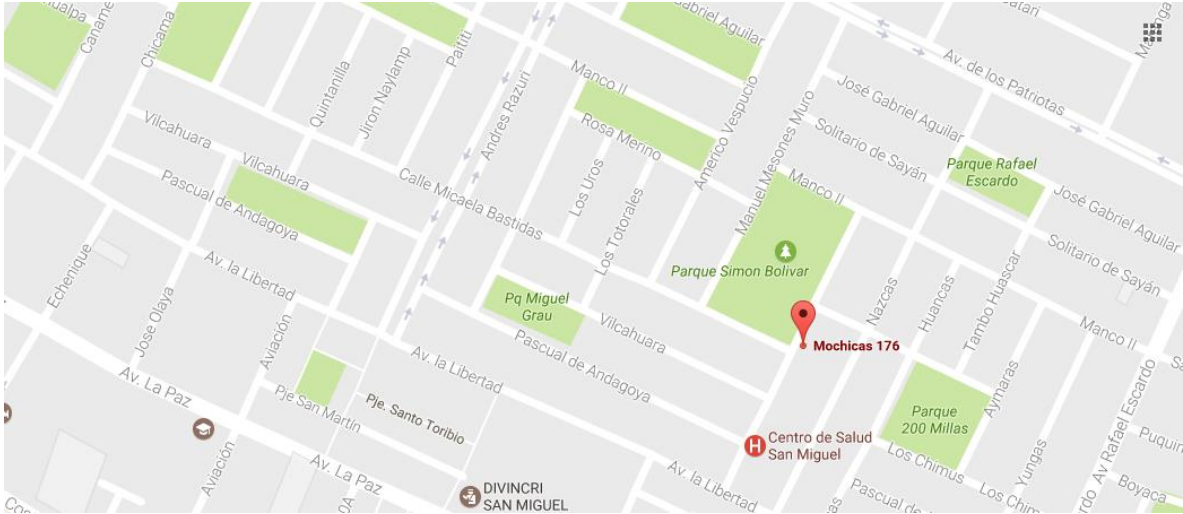 Chicama
Quintanilla
Jiron Naylamp
Paititi
Andres Razuri
Gabriel Aguilar
Manco II
Rosa Merino
Americo Vespucio
Av. de los Patriotas
José Gabriel Aguilar
Solitario de Sayán
Parque Rafael
Escardo
José Gabriel Aguilar
Solitario de Sayán
Vilcahuara
Vilcahuara
Pascual de Andagoya
Calle Micaela Bastidas
Los Uros
Los Totorales
Manuel Mesones Muro
Manco II
Parque Simon Bolivar
Echenique
Jose Olaya
Av. la Libertad
Aviación
Pq Miguel
Grau
Vilcahuara
Pascual de Andagoya
Mochicas 176
Nazcas
Huancas
Tambo Huascar
Manco II
Av. La Paz
Av. la Libertad
Pje San Martín
Pje. Santo Toribio
Parque
200 Millas
Aymaras
Av Rafael Escardo
Centro de Salud
San Miguel
Los Chimus
Yungas
Aviación
Av. La Paz
DIVINCRI
SAN MIGUEL
Av. la Libertad
Pascual de
Los Chim
Boyaca